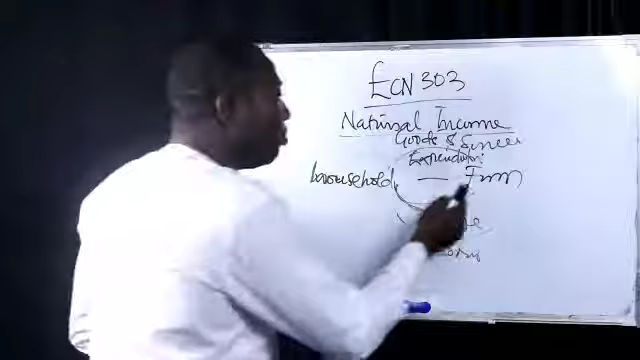 ECN 303
National Income
Goods & Services
Expenditure
household — Firm